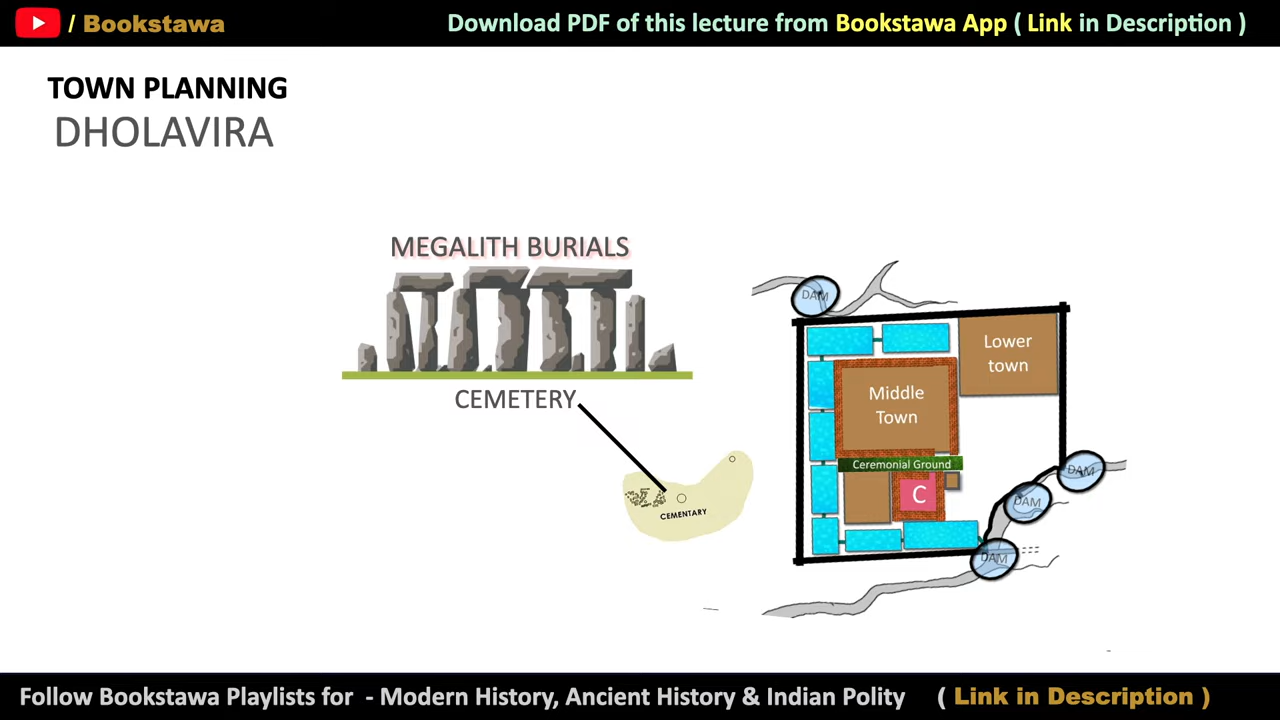 / Bookstawa
Download PDF of this lecture from Bookstawa App ( Link in Description )
TOWN PLANNING
DHOLAVIRA
MEGALITH BURIALS
CEMETERY
CEMENTARY
DAM
Lower
town
Middle
Town
Ceremonial Ground
C
DAM
DAM
DAM
Follow Bookstawa Playlists for - Modern History, Ancient History & Indian Polity ( Link in Description )